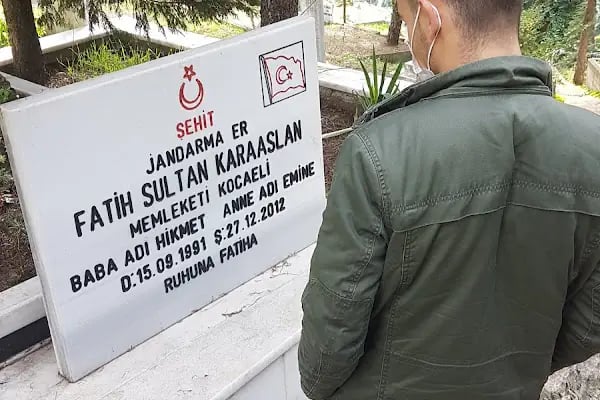 ŞEHİT
JANDARMA ER
FATİH SULTAN KARAASLAN
MEMLEKETİ KOCAELİ
BABA ADI HİKMET ANNE ADI EMİNE
D:15.09.1991 Ş:27.12.2012
RUHUNA FATİHA